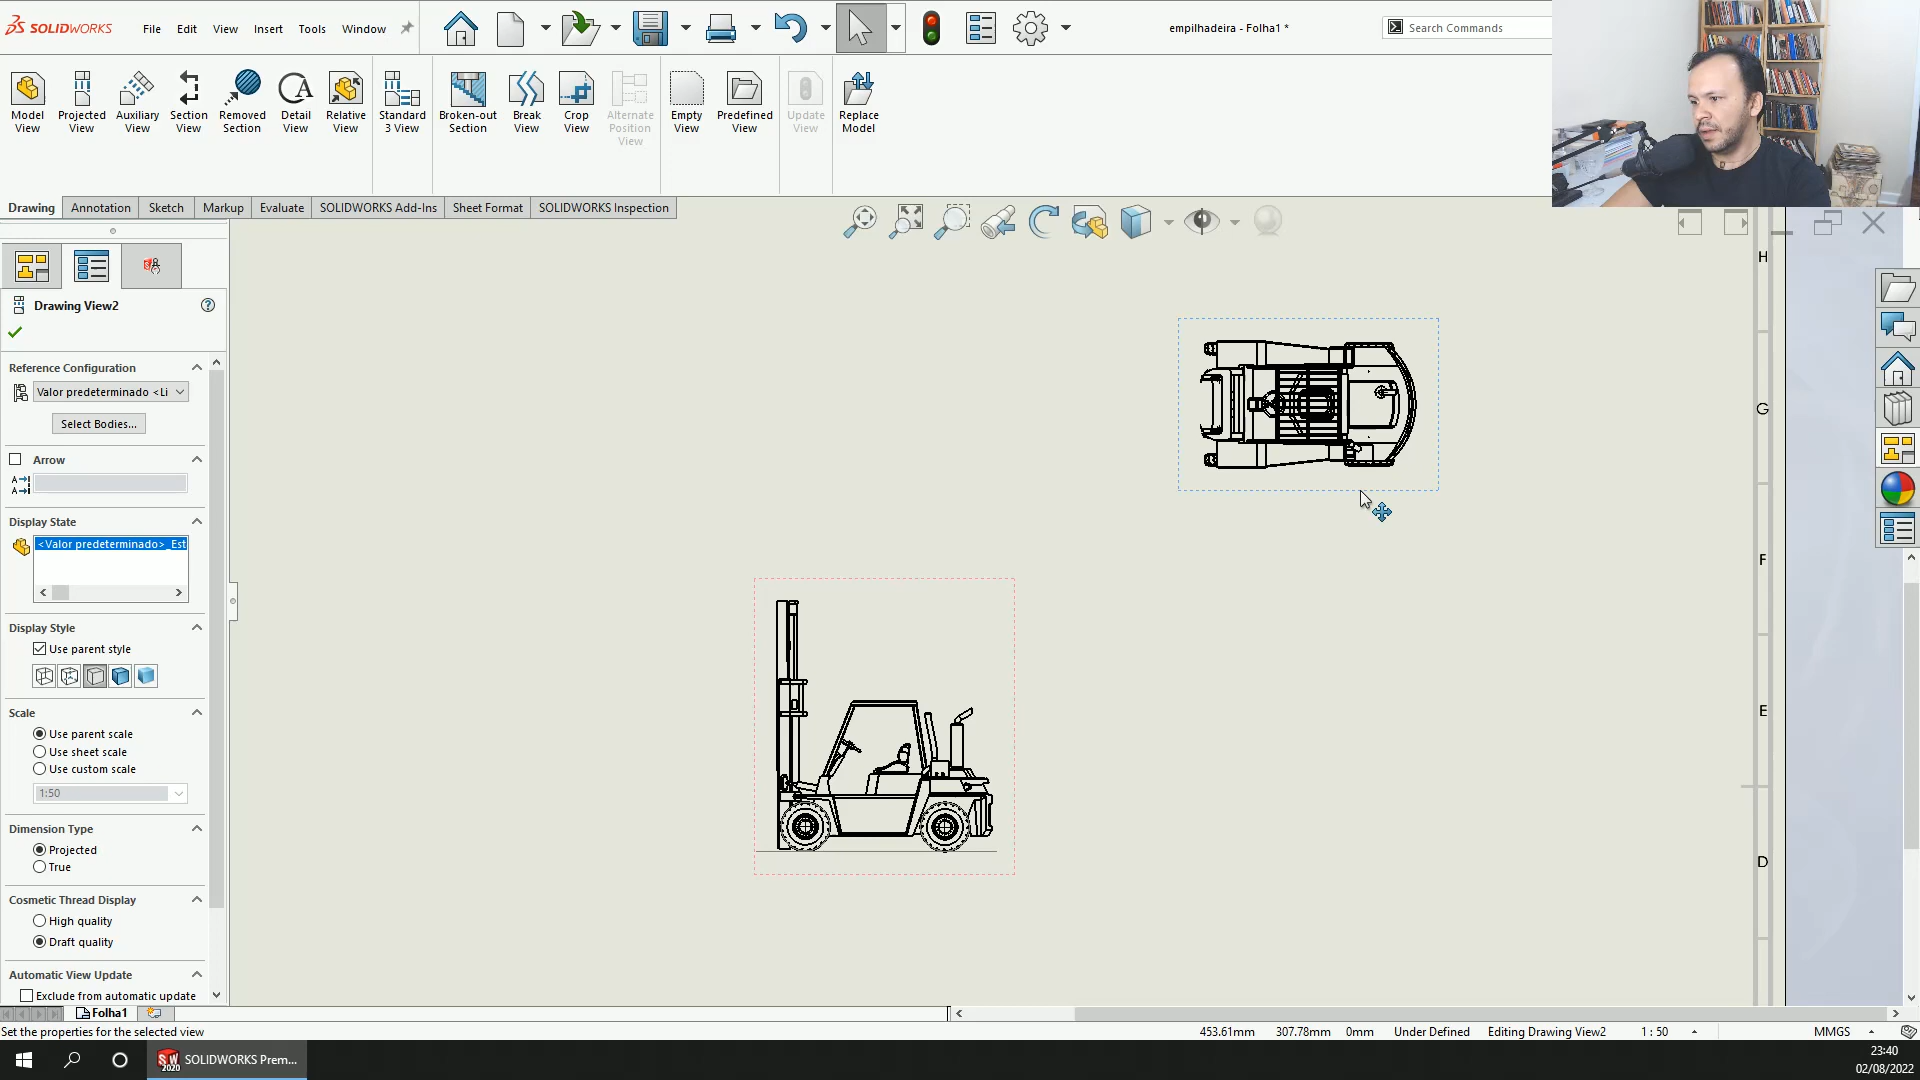 SOLIDWORKS
File Edit View Insert Tools Window
empilhadeira - Folha1 *
Search Commands
Model View
Projected View
Auxiliary View
Section View
Removed Section
Detail View
Relative View
Standard 3 View
Broken-out Section
Break View
Crop View
Alternate Position View
Empty View
Predefined View
Update View
Replace Model
Drawing Annotation Sketch Markup Evaluate SOLIDWORKS Add-Ins Sheet Format SOLIDWORKS Inspection
Drawing View2
Reference Configuration
Valor predeterminado <Li
Select Bodies...
Arrow
Display State
<Valor predeterminado>_Est
Display Style
Use parent style
Scale
Use parent scale
Use sheet scale
Use custom scale
1:50
Dimension Type
Projected
True
Cosmetic Thread Display
High quality
Draft quality
Automatic View Update
Exclude from automatic update
H
G
F
E
D
Folha1
Set the properties for the selected view
453.61mm 307.78mm 0mm Under Defined Editing Drawing View2 1 : 50 MMGS
SW 2020
SOLIDWORKS Prem...
23:40
02/08/2022